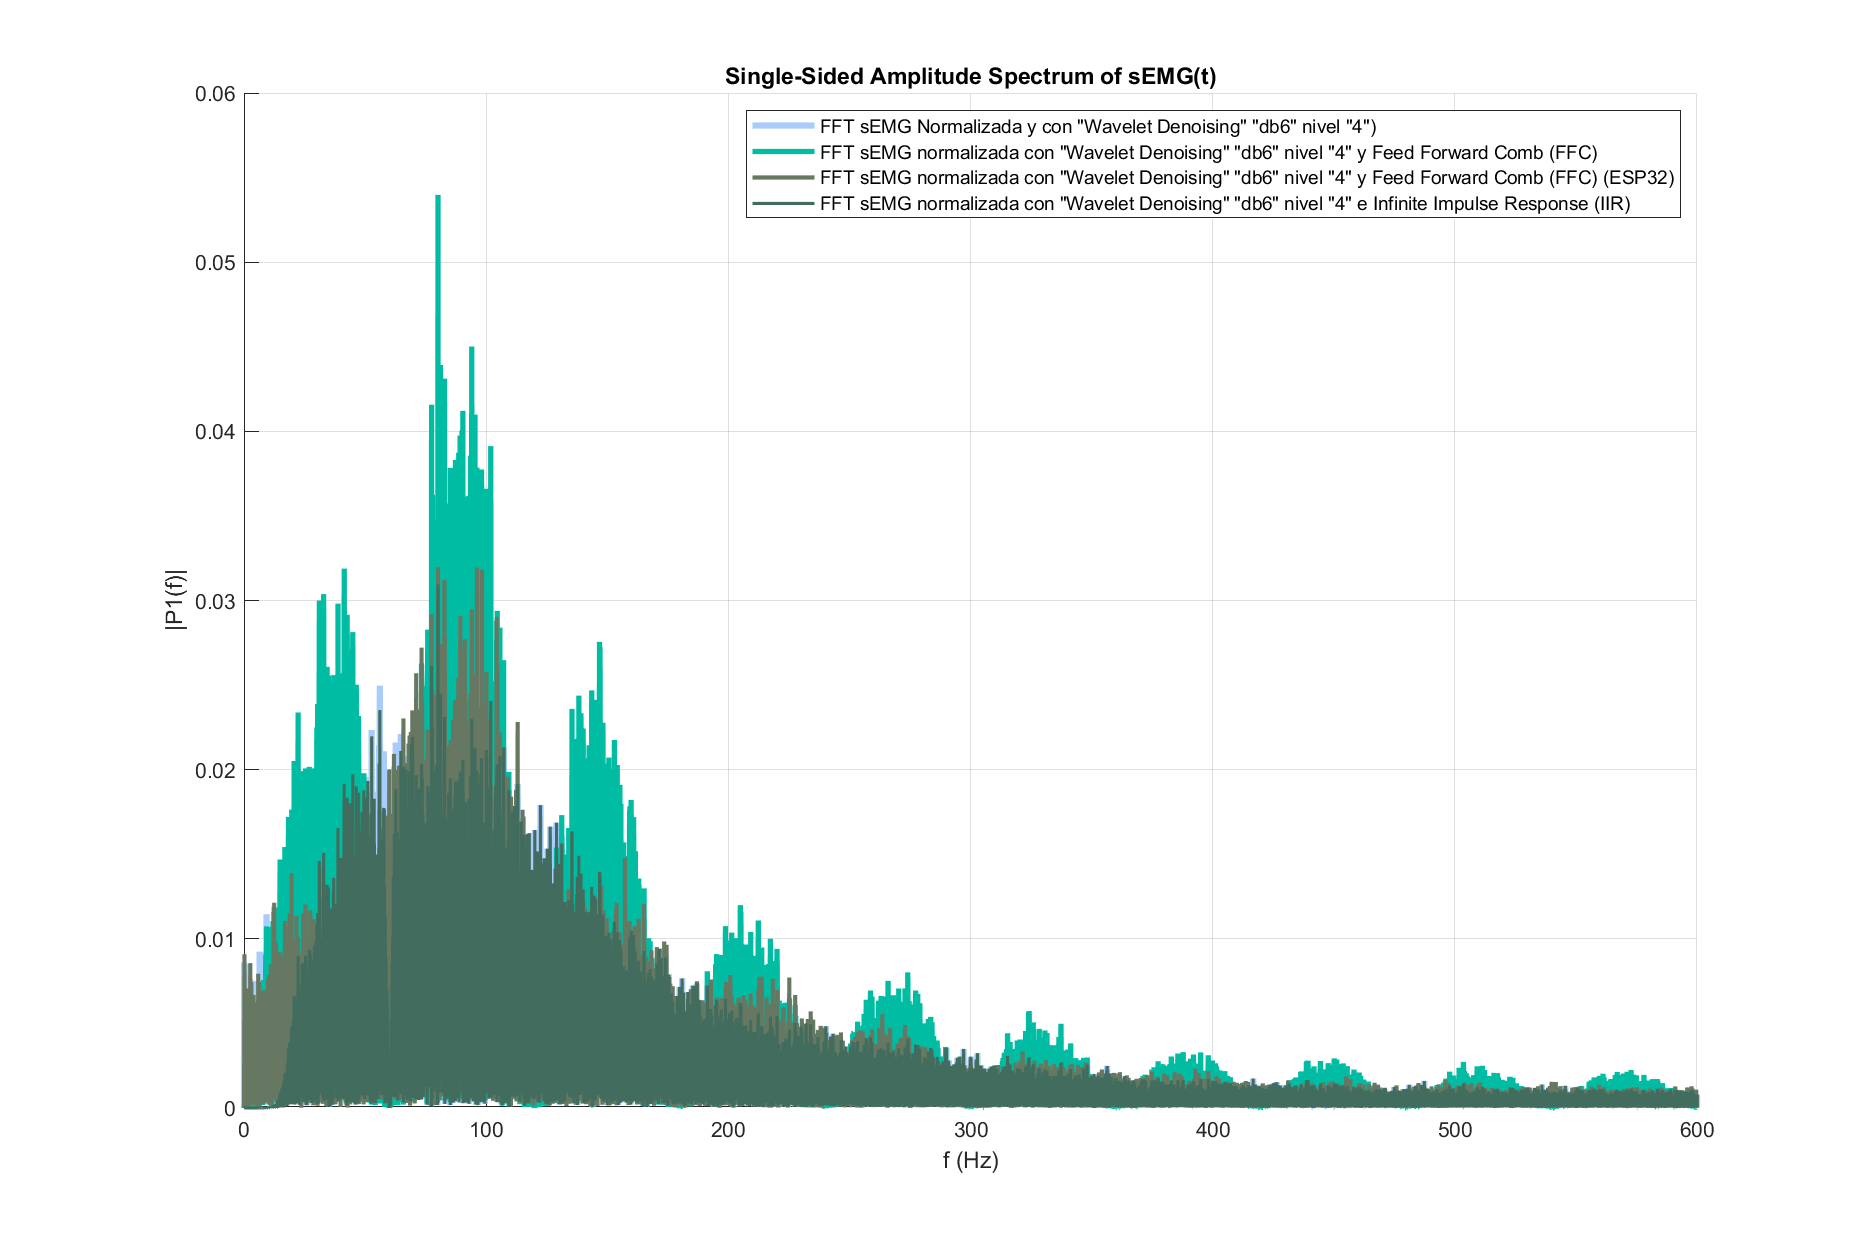 Single-Sided Amplitude Spectrum of sEMG(t)
FFT sEMG Normalizada y con "Wavelet Denoising" "db6" nivel "4")
FFT sEMG normalizada con "Wavelet Denoising" "db6" nivel "4" y Feed Forward Comb (FFC)
FFT sEMG normalizada con "Wavelet Denoising" "db6" nivel "4" y Feed Forward Comb (FFC) (ESP32)
FFT sEMG normalizada con "Wavelet Denoising" "db6" nivel "4" e Infinite Impulse Response (IIR)
0.06
0.05
0.04
0.03
0.02
0.01
0
|P1(f)|
0 100 200 300 400 500 600
f (Hz)